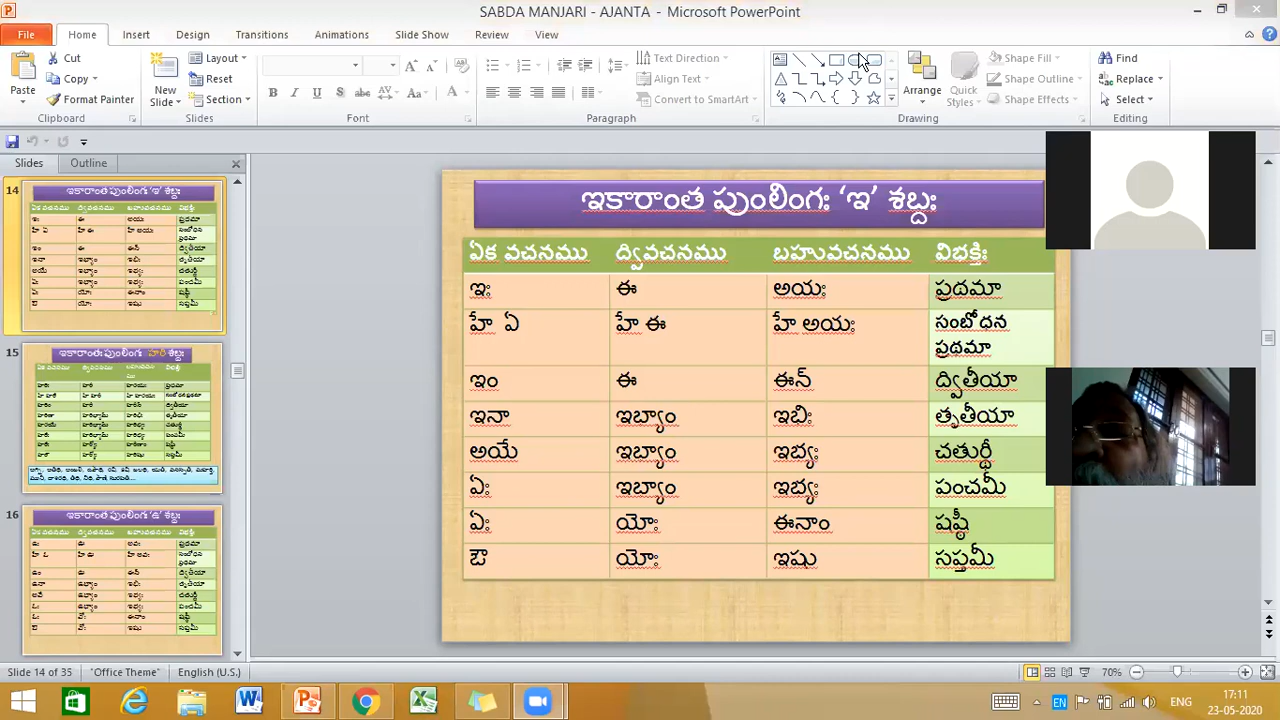 SABDA MANJARI - AJANTA - Microsoft PowerPoint
File Home Insert Design Transitions Animations Slide Show Review View
Paste
Cut
Copy
Format Painter
Clipboard
New Slide
Layout
Reset
Section
Slides
Font
Text Direction
Align Text
Convert to SmartArt
Paragraph
Arrange
Quick Styles
Shape Fill
Shape Outline
Shape Effects
Drawing
Find
Replace
Select
Editing
Slides Outline
14
15
16
ఇకారాంత పుంలింగః ‘ఇ’ శబ్దః
ఏక వచనము ద్వివచనము బహువచనము విభక్తిః
ఇః ఈ అయః ప్రథమా
హే ఏ హే ఈ హే అయః సంబోధన
ప్రథమా
ఇం ఈ ఈన్ ద్వితీయా
ఇనా ఇభ్యాం ఇభిః తృతీయా
అయే ఇభ్యాం ఇభ్యః చతుర్థీ
ఏః ఇభ్యాం ఇభ్యః పంచమీ
ఏః యోః ఈనాం షష్ఠీ
ఔ యోః ఇషు సప్తమీ
Slide 14 of 35 "Office Theme" English (U.S.) 70%
ENG 17:11
23-05-2020